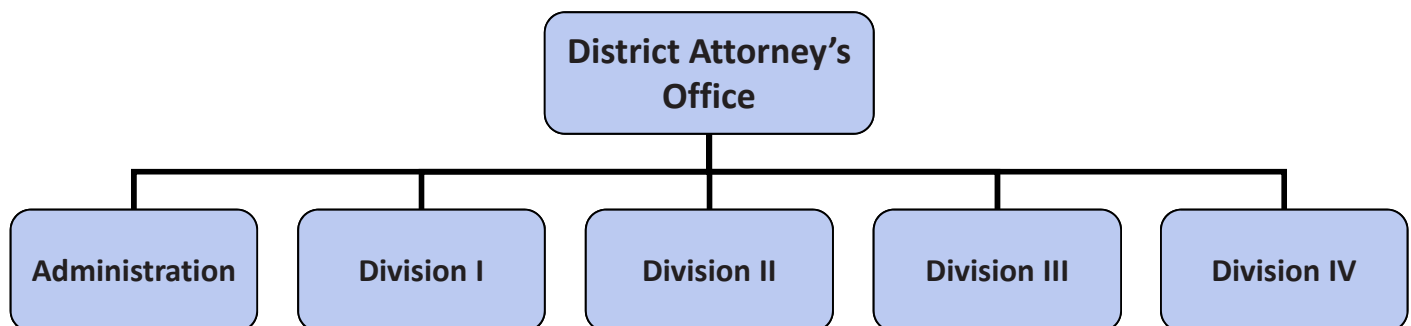 District Attorney’s
Office
Administration
Division I
Division II
Division III
Division IV